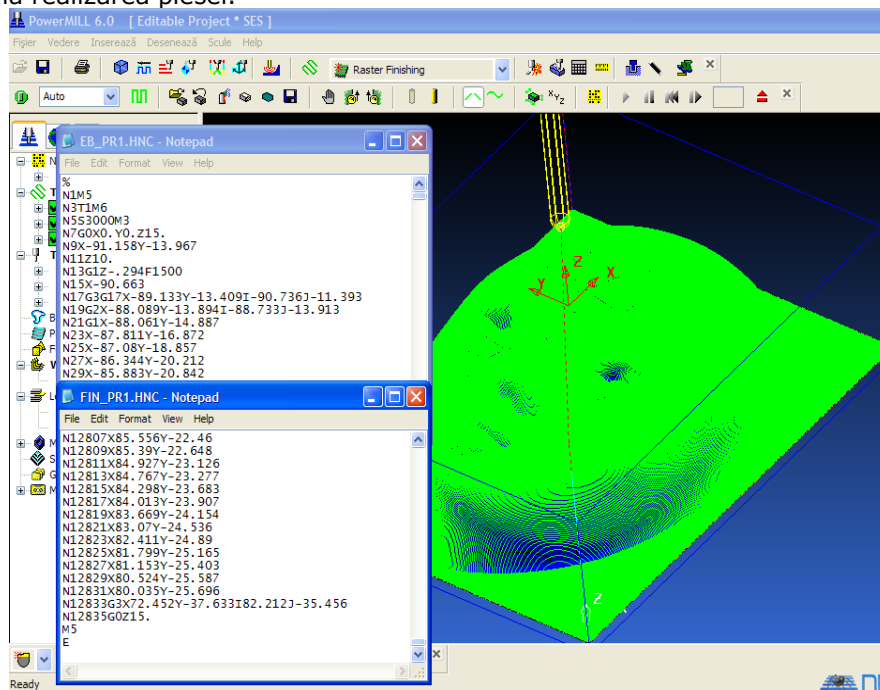 la realizarea piesei.
PowerMILL 6.0 [ Editable Project * SES ]
Fişier Vedere Inserează Desenează Scule Help
Raster Finishing
Auto
EB_PR1.HNC - Notepad
File Edit Format View Help
%
N1M5
N3T1M6
N5S3000M3
N7G0X0.Y0.Z15.
N9X-91.158Y-13.967
N11Z10.
N13G1Z-.294F1500
N15X-90.663
N17G3G17X-89.133Y-13.409I-90.736J-11.393
N19G2X-88.089Y-13.894I-88.733J-13.913
N21G1X-88.061Y-14.887
N23X-87.811Y-16.872
N25X-87.08Y-18.857
N27X-86.344Y-20.212
N29X-85.883Y-20.842
FIN_PR1.HNC - Notepad
File Edit Format View Help
N12807X85.556Y-22.46
N12809X85.39Y-22.648
N12811X84.927Y-23.126
N12813X84.767Y-23.277
N12815X84.298Y-23.683
N12817X84.013Y-23.907
N12819X83.669Y-24.154
N12821X83.07Y-24.536
N12823X82.411Y-24.89
N12825X81.799Y-25.165
N12827X81.153Y-25.403
N12829X80.524Y-25.587
N12831X80.035Y-25.696
N12833G3X72.452Y-37.633I82.212J-35.456
N12835G0Z15.
M5
E
Z
X
Y
Z
Ready